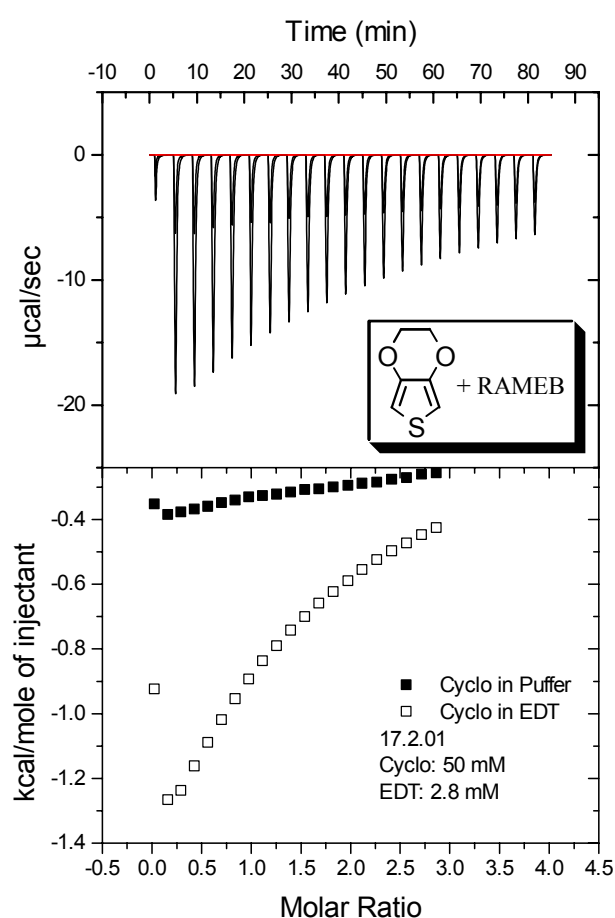 Time (min)
-10 0 10 20 30 40 50 60 70 80 90
0
-10
-20
µcal/sec
O O
S
+ RAMEB
-0.4
-0.6
-0.8
-1.0
-1.2
-1.4
kcal/mole of injectant
Cyclo in Puffer
Cyclo in EDT
17.2.01
Cyclo: 50 mM
EDT: 2.8 mM
-0.5 0.0 0.5 1.0 1.5 2.0 2.5 3.0 3.5 4.0 4.5
Molar Ratio